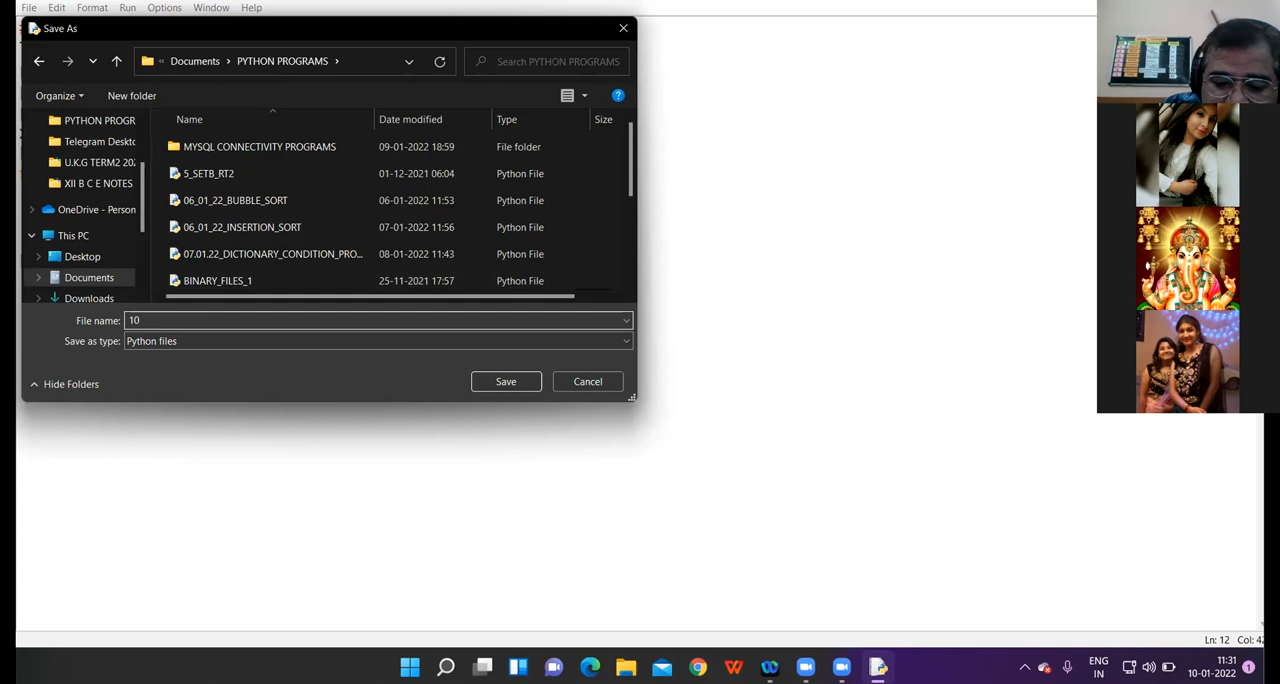 File Edit Format Run Options Window Help
Save As
Documents PYTHON PROGRAMS
Search PYTHON PROGRAMS
Organize New folder
Name Date modified Type Size
PYTHON PROGR
Telegram Deskto
U.K.G TERM2 202
XII B C E NOTES
OneDrive - Person
This PC
Desktop
Documents
Downloads
MYSQL CONNECTIVITY PROGRAMS 09-01-2022 18:59 File folder
5_SETB_RT2 01-12-2021 06:04 Python File
06_01_22_BUBBLE_SORT 06-01-2022 11:53 Python File
06_01_22_INSERTION_SORT 07-01-2022 11:56 Python File
07.01.22_DICTIONARY_CONDITION_PRO... 08-01-2022 11:43 Python File
BINARY_FILES_1 25-11-2021 17:57 Python File
File name: 10
Save as type: Python files
Hide Folders Save Cancel
Ln: 12 Col: 42
ENG
IN
11:31
10-01-2022
1